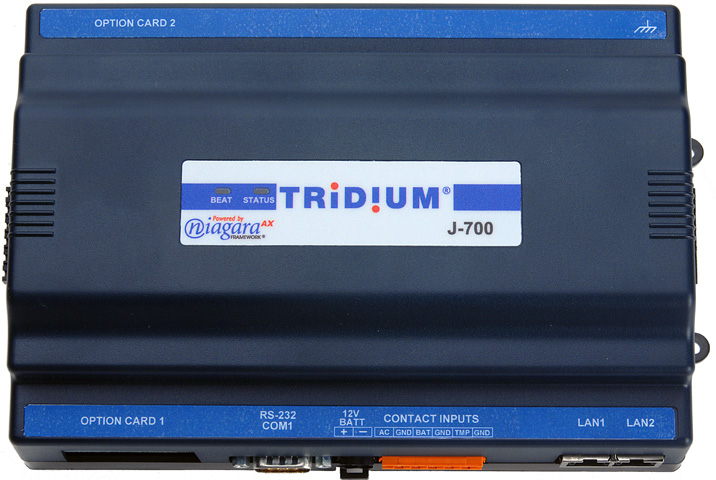 OPTION CARD 2
BEAT STATUS TRiDiUM®
Powered by
niagara AX
FRAMEWORK®
J-700
OPTION CARD 1
RS-232
COM1
12V
BATT
+ −
CONTACT INPUTS
AC GND BAT GND TMP GND
LAN1 LAN2